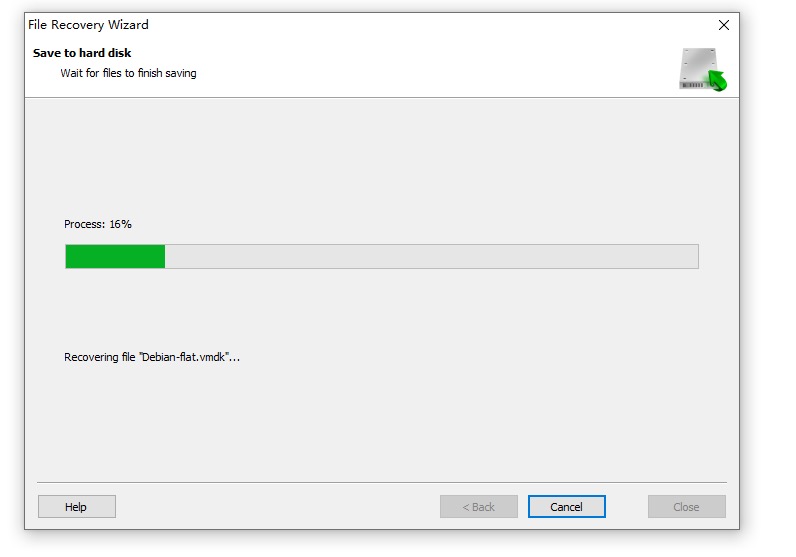 File Recovery Wizard
Save to hard disk
Wait for files to finish saving
Process: 16%
Recovering file "Debian-flat.vmdk"...
Help
< Back
Cancel
Close